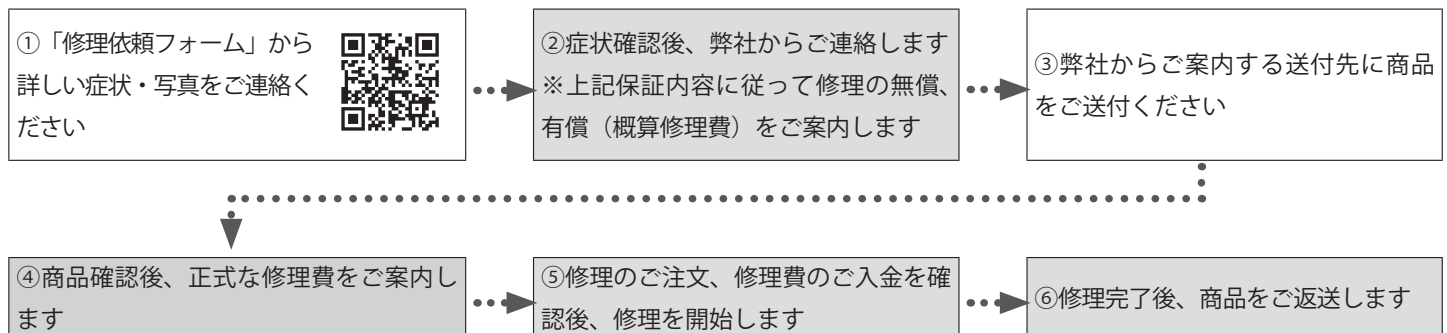 ①「修理依頼フォーム」から
詳しい症状・写真をご連絡く
ださい
②症状確認後、弊社からご連絡します
※上記保証内容に従って修理の無償、
有償（概算修理費）をご案内します
③弊社からご案内する送付先に商品
をご送付ください
④商品確認後、正式な修理費をご案内し
ます
⑤修理のご注文、修理費のご入金を確
認後、修理を開始します
⑥修理完了後、商品をご返送します